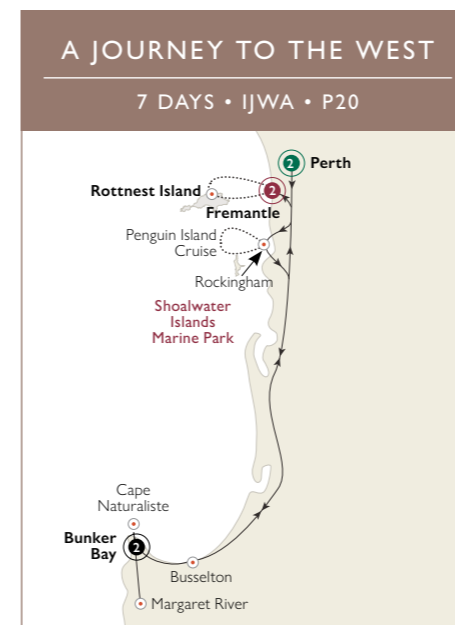 A JOURNEY TO THE WEST
7 DAYS • IJWA • P20
2 Perth
Rottnest Island
2
Fremantle
Penguin Island
Cruise
Rockingham
Shoalwater
Islands
Marine Park
Cape
Naturaliste
Bunker
Bay
2
Busselton
Margaret River